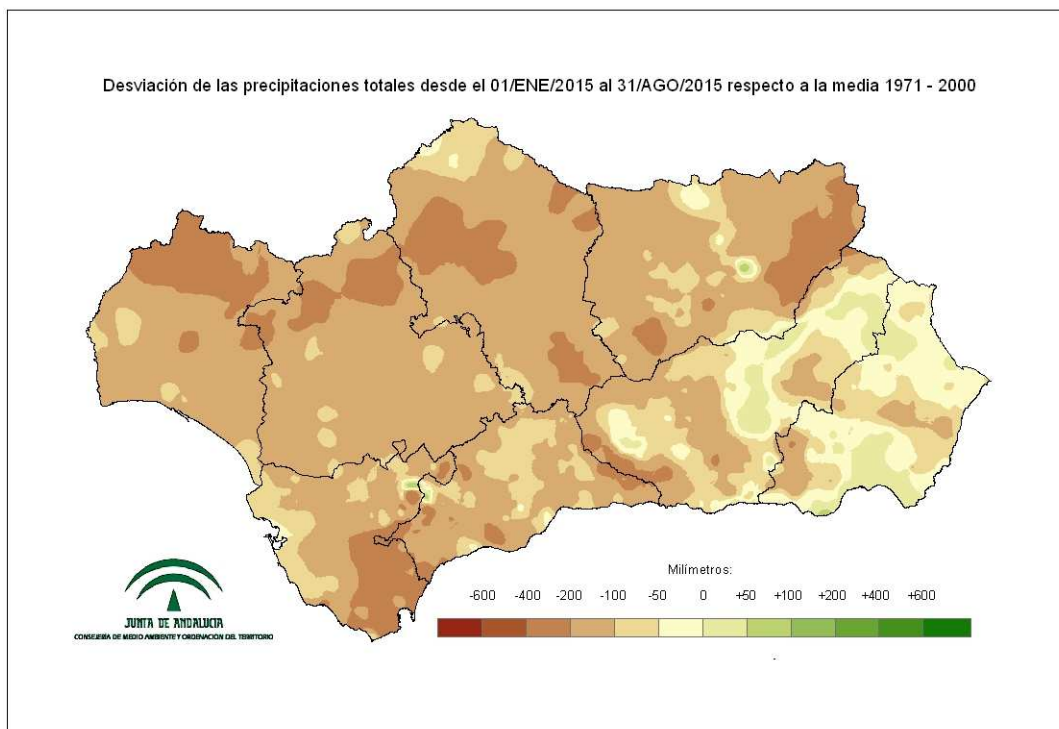 Desviación de las precipitaciones totales desde el 01/ENE/2015 al 31/AGO/2015 respecto a la media 1971 - 2000
Milímetros:
-600 -400 -200 -100 -50 0 +50 +100 +200 +400 +600
JUNTA DE ANDALUCIA
CONSEJERÍA DE MEDIO AMBIENTE Y ORDENACIÓN DEL TERRITORIO